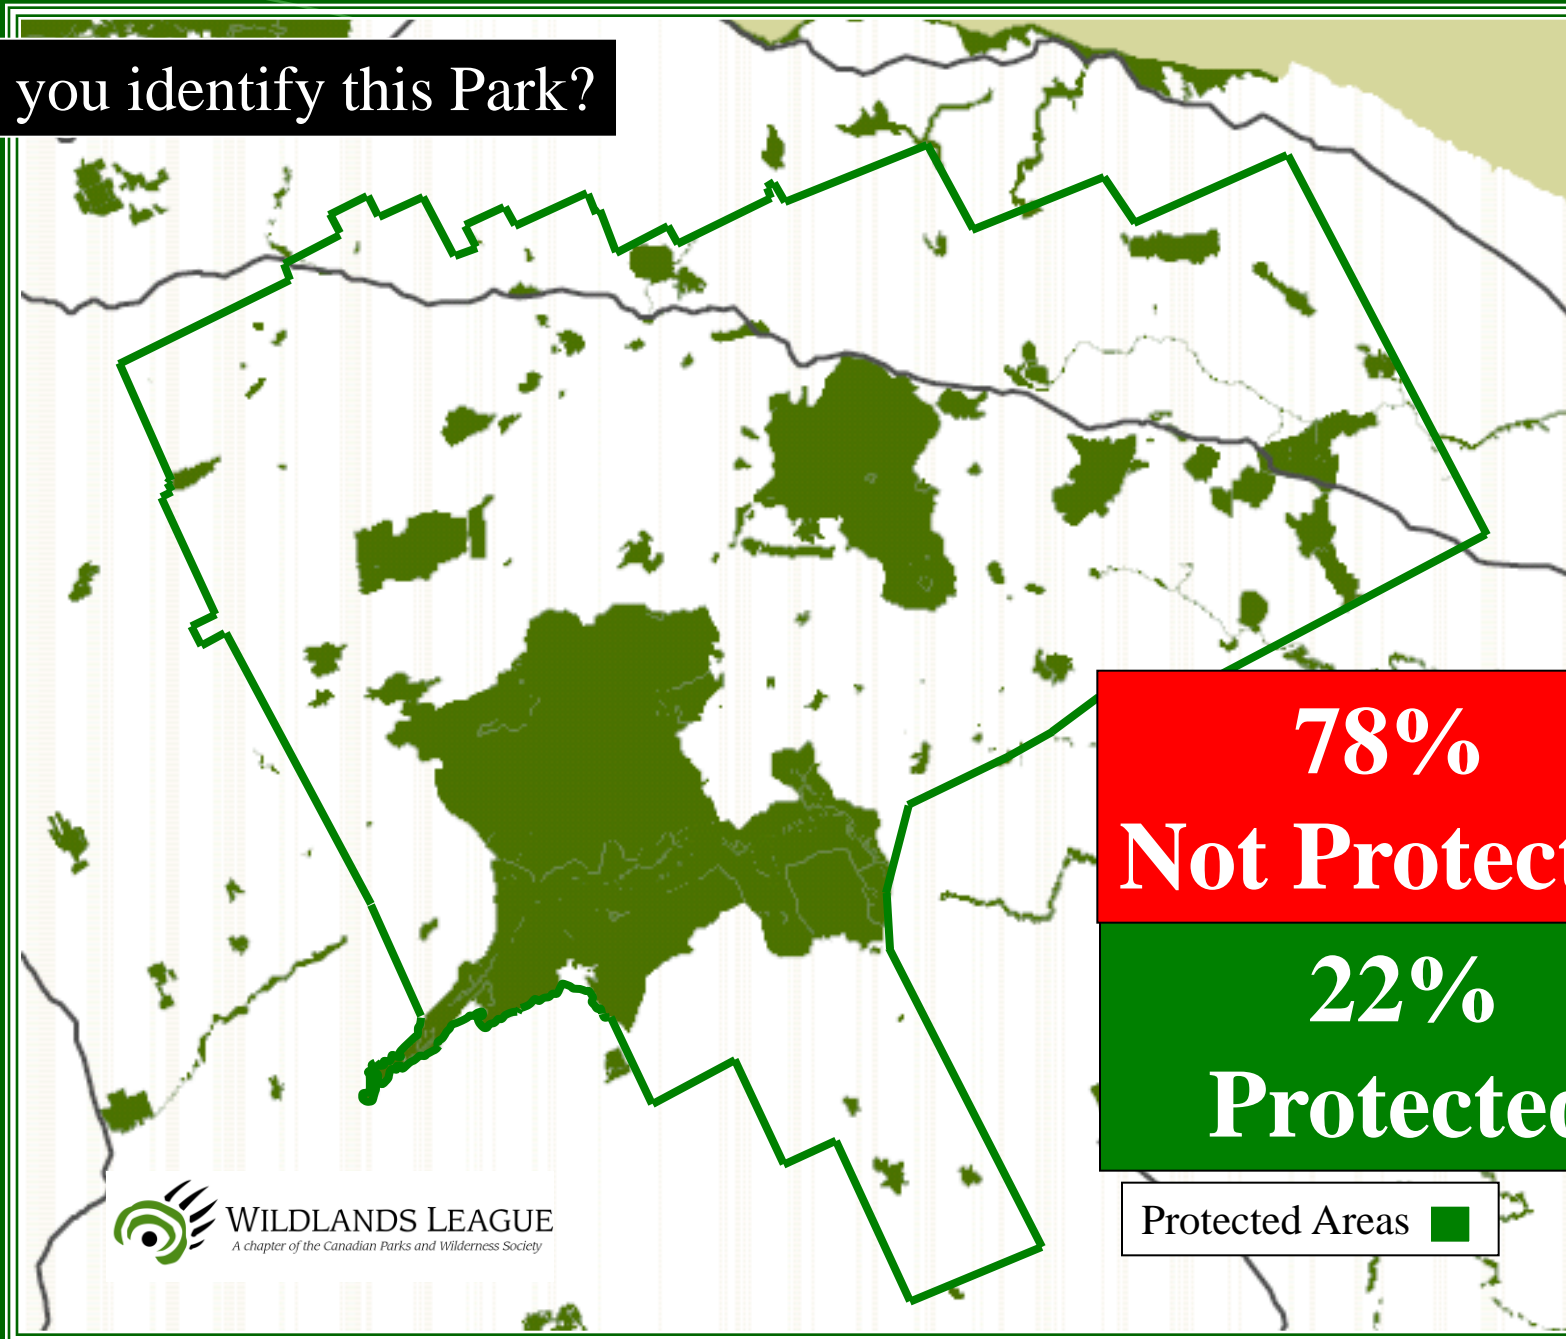 you identify this Park?
78%
Not Protect
22%
Protected
Protected Areas
WILDLANDS LEAGUE
A chapter of the Canadian Parks and Wilderness Society